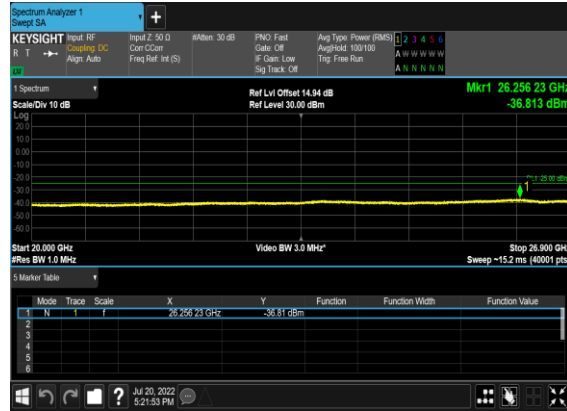 Spectrum Analyzer 1
Swept SA
+
KEYSIGHT Input: RF Input Z: 50 Ω #Atten: 30 dB PNO: Fast Avg Type: Power (RMS) 1 2 3 4 5 6
R T Coupling: DC Corr CCorr Gate: Off Avg|Hold: 100/100 A W W W W W
Align: Auto Freq Ref: Int (S) IF Gain: Low Trig: Free Run
Sig Track: Off A N N N N N
1 Spectrum
Ref Lvl Offset 14.94 dB Mkr1 26.256 23 GHz
Scale/Div 10 dB Ref Level 30.00 dBm -36.813 dBm
Log
20.0
10.0
0.00
-10.0
-20.0
-30.0
-40.0
-50.0
-60.0
DL1 -25.00 dBm
1
Start 20.000 GHz Video BW 3.0 MHz* Stop 26.900 GHz
#Res BW 1.0 MHz Sweep ~15.2 ms (40001 pts)
5 Marker Table
Mode Trace Scale X Y Function Function Width Function Value
1 N 1 f 26.256 23 GHz -36.81 dBm
2
3
4
5
6
? Jul 20, 2022
5:21:53 PM